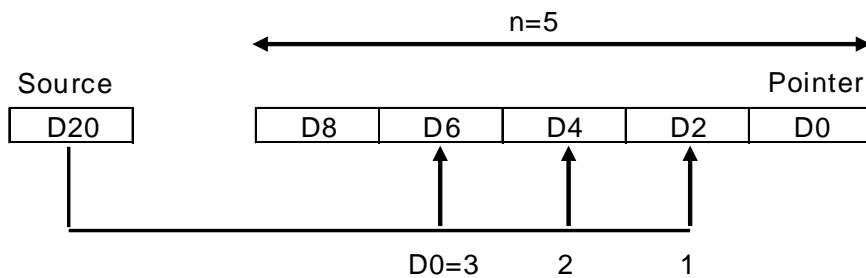 n=5
Source Pointer
D20 D8 D6 D4 D2 D0
D0=3 2 1